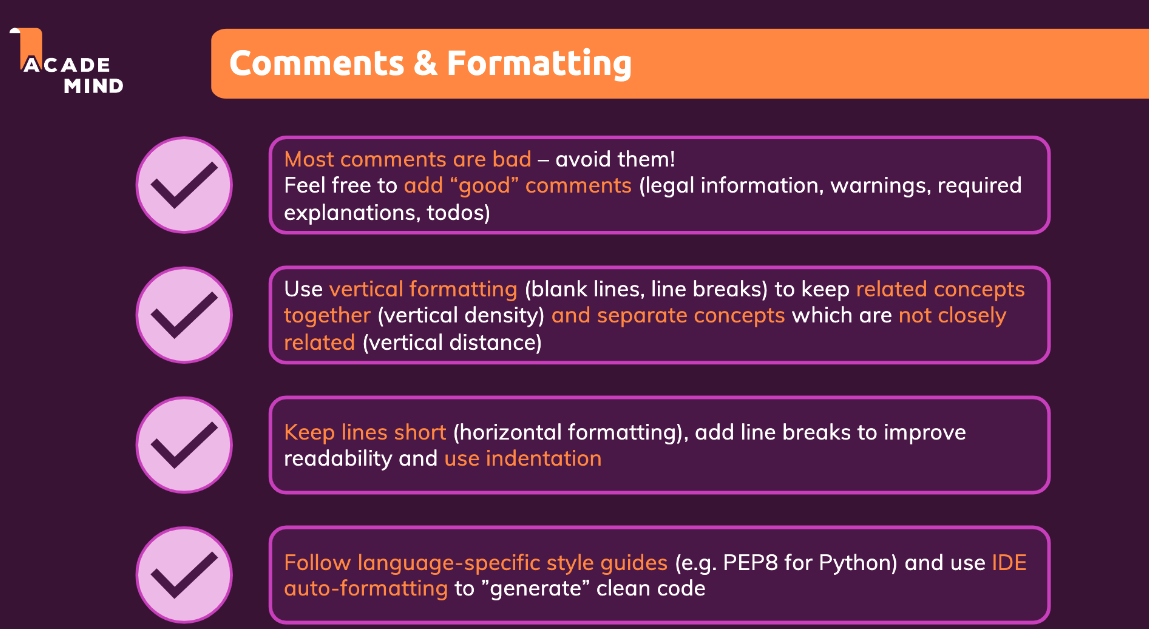 ACADE
MIND
Comments & Formatting
Most comments are bad – avoid them!
Feel free to add “good” comments (legal information, warnings, required
explanations, todos)
Use vertical formatting (blank lines, line breaks) to keep related concepts
together (vertical density) and separate concepts which are not closely
related (vertical distance)
Keep lines short (horizontal formatting), add line breaks to improve
readability and use indentation
Follow language-specific style guides (e.g. PEP8 for Python) and use IDE
auto-formatting to ”generate” clean code